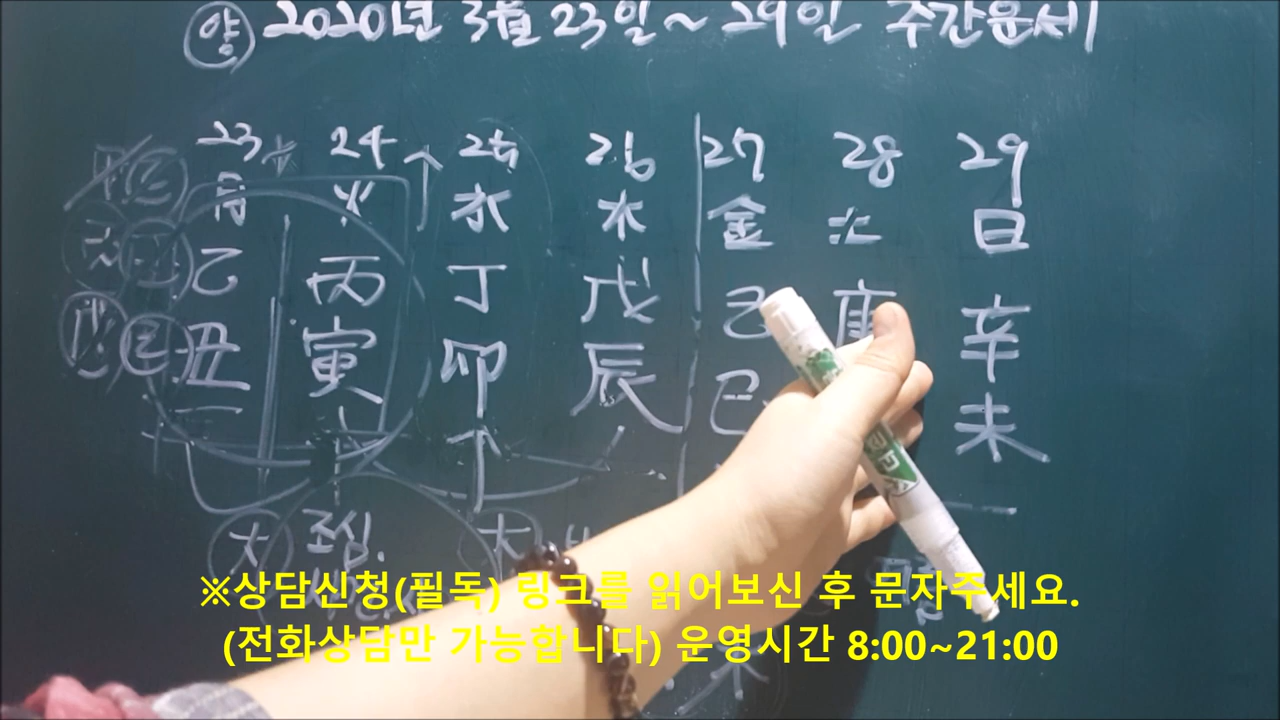 양 2020년 3월 23일 ~ 29일 주간운세
23 24 25 26 27 28 29
月 火 水 木 金 土 日
乙 丙 丁 戊 己 庚 辛
丑 寅 卯 辰 巳 未
大 조심. 大
※상담신청(필독) 링크를 읽어보신 후 문자주세요.
(전화상담만 가능합니다) 운영시간 8:00~21:00